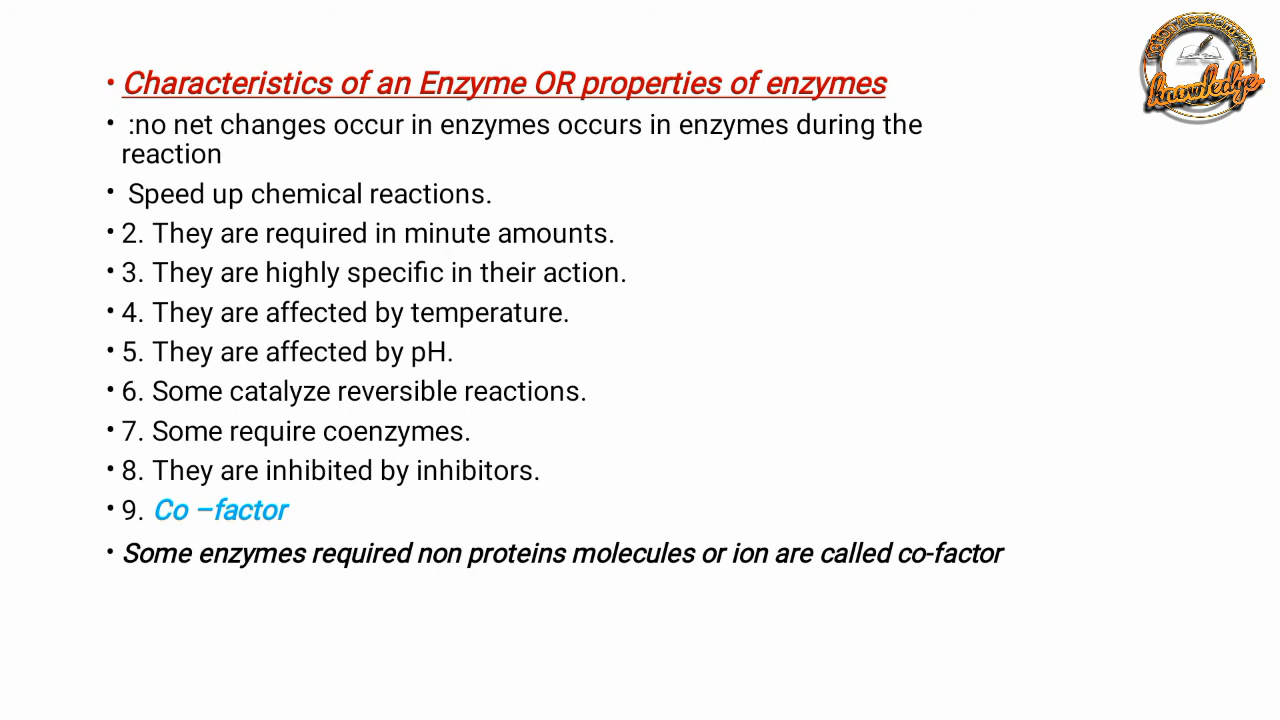 • Characteristics of an Enzyme OR properties of enzymes
• :no net changes occur in enzymes occurs in enzymes during the
reaction
• Speed up chemical reactions.
• 2. They are required in minute amounts.
• 3. They are highly specific in their action.
• 4. They are affected by temperature.
• 5. They are affected by pH.
• 6. Some catalyze reversible reactions.
• 7. Some require coenzymes.
• 8. They are inhibited by inhibitors.
• 9. Co –factor
• Some enzymes required non proteins molecules or ion are called co-factor
knowledge